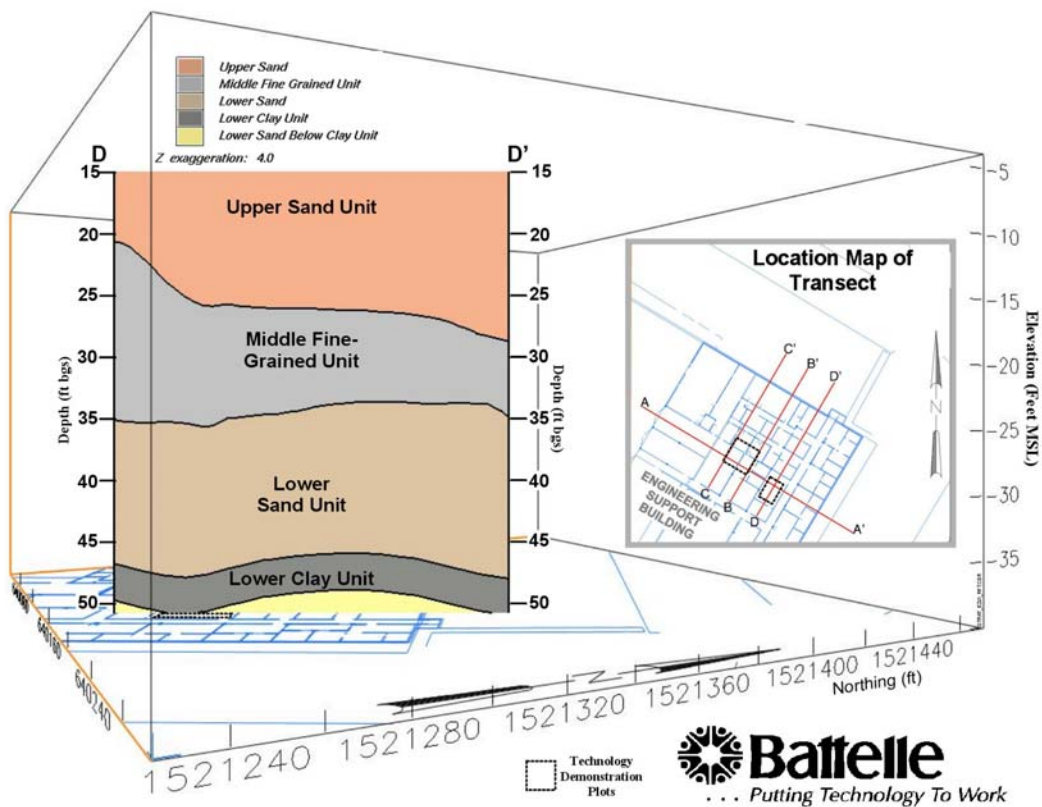 Upper Sand
Middle Fine Grained Unit
Lower Sand
Lower Clay Unit
Lower Sand Below Clay Unit
Z exaggeration: 4.0
D
D'
15
20
25
30
35
40
45
50
Depth (ft bgs)
Upper Sand Unit
Middle Fine-
Grained Unit
Lower
Sand Unit
Lower Clay Unit
15
20
25
30
35
40
45
50
Depth (ft bgs)
Location Map of
Transect
C'
B'
D'
A
C
B
D
A'
N
ENGINEERING
SUPPORT
BUILDING
-5
-10
-15
-20
-25
-30
-35
Elevation (Feet MSL)
640160
640240
N
1521240
1521280
1521320
1521360
1521400
1521440
Northing (ft)
Technology
Demonstration
Plots
Battelle
... Putting Technology To Work